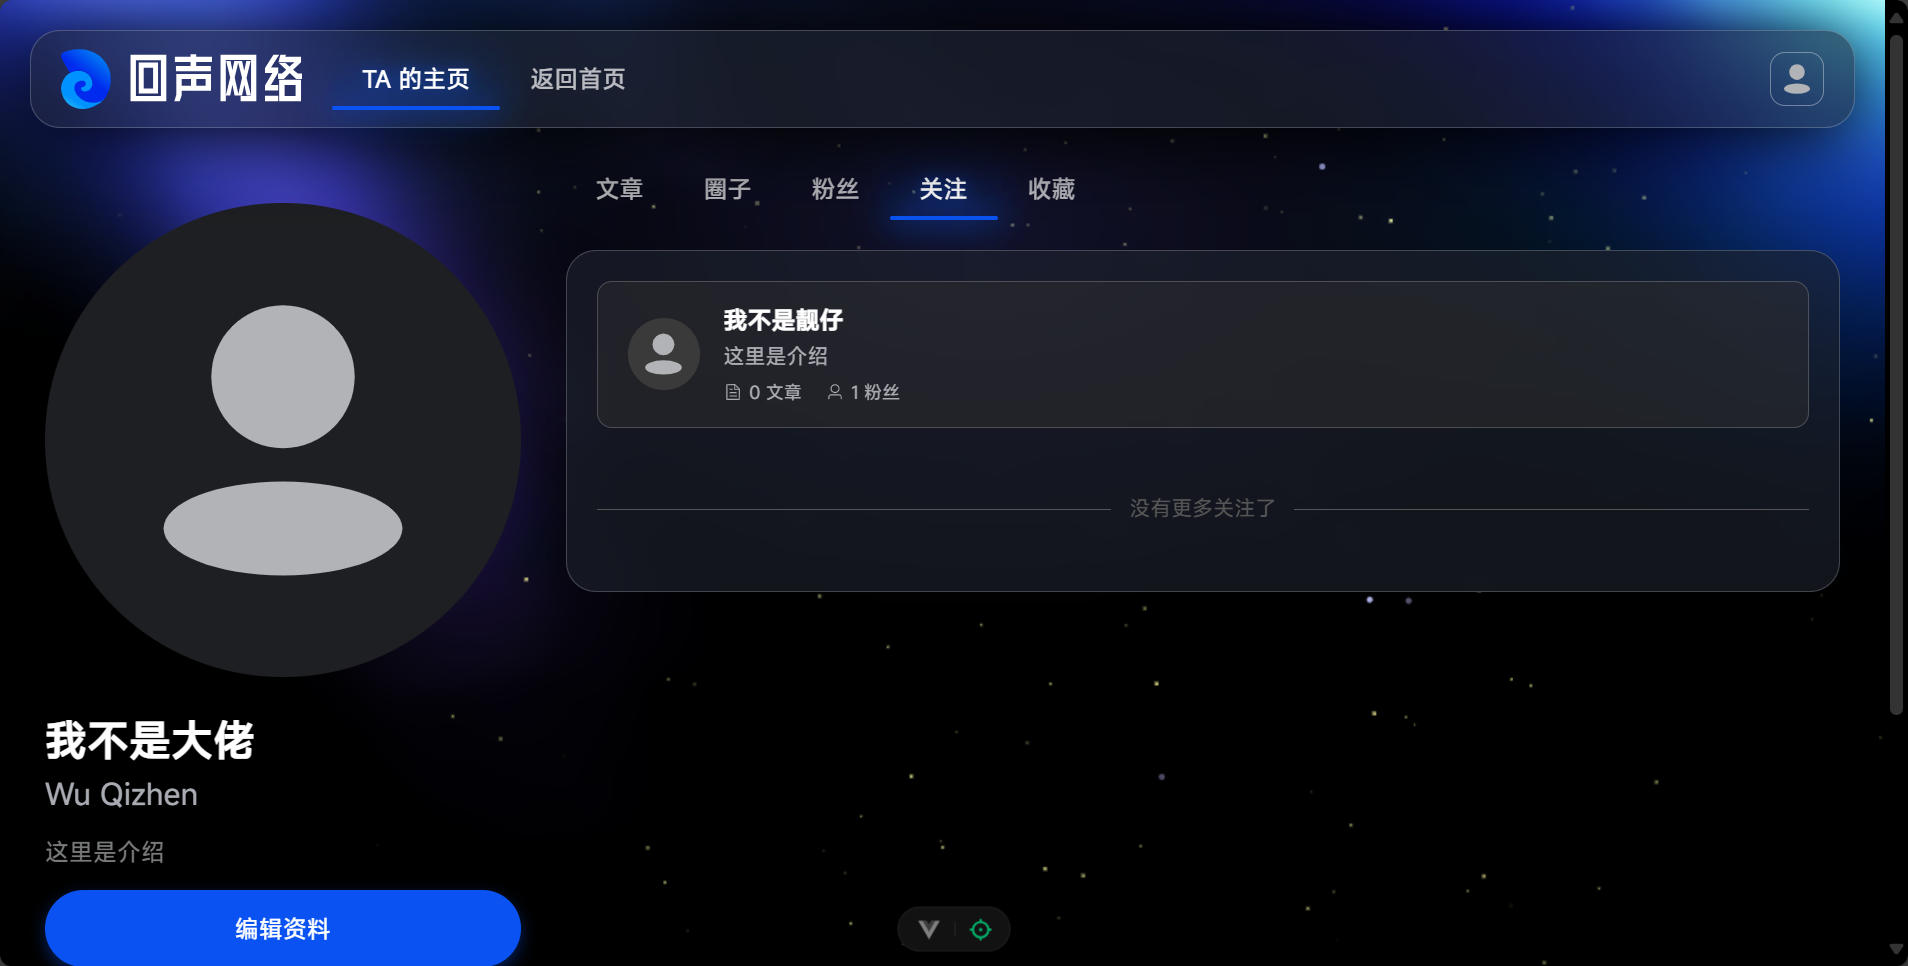 回声网络
TA 的主页
返回首页
文章
圈子
粉丝
关注
收藏
我不是靓仔
这里是介绍
0 文章
1 粉丝
没有更多关注了
我不是大佬
Wu Qizhen
这里是介绍
编辑资料